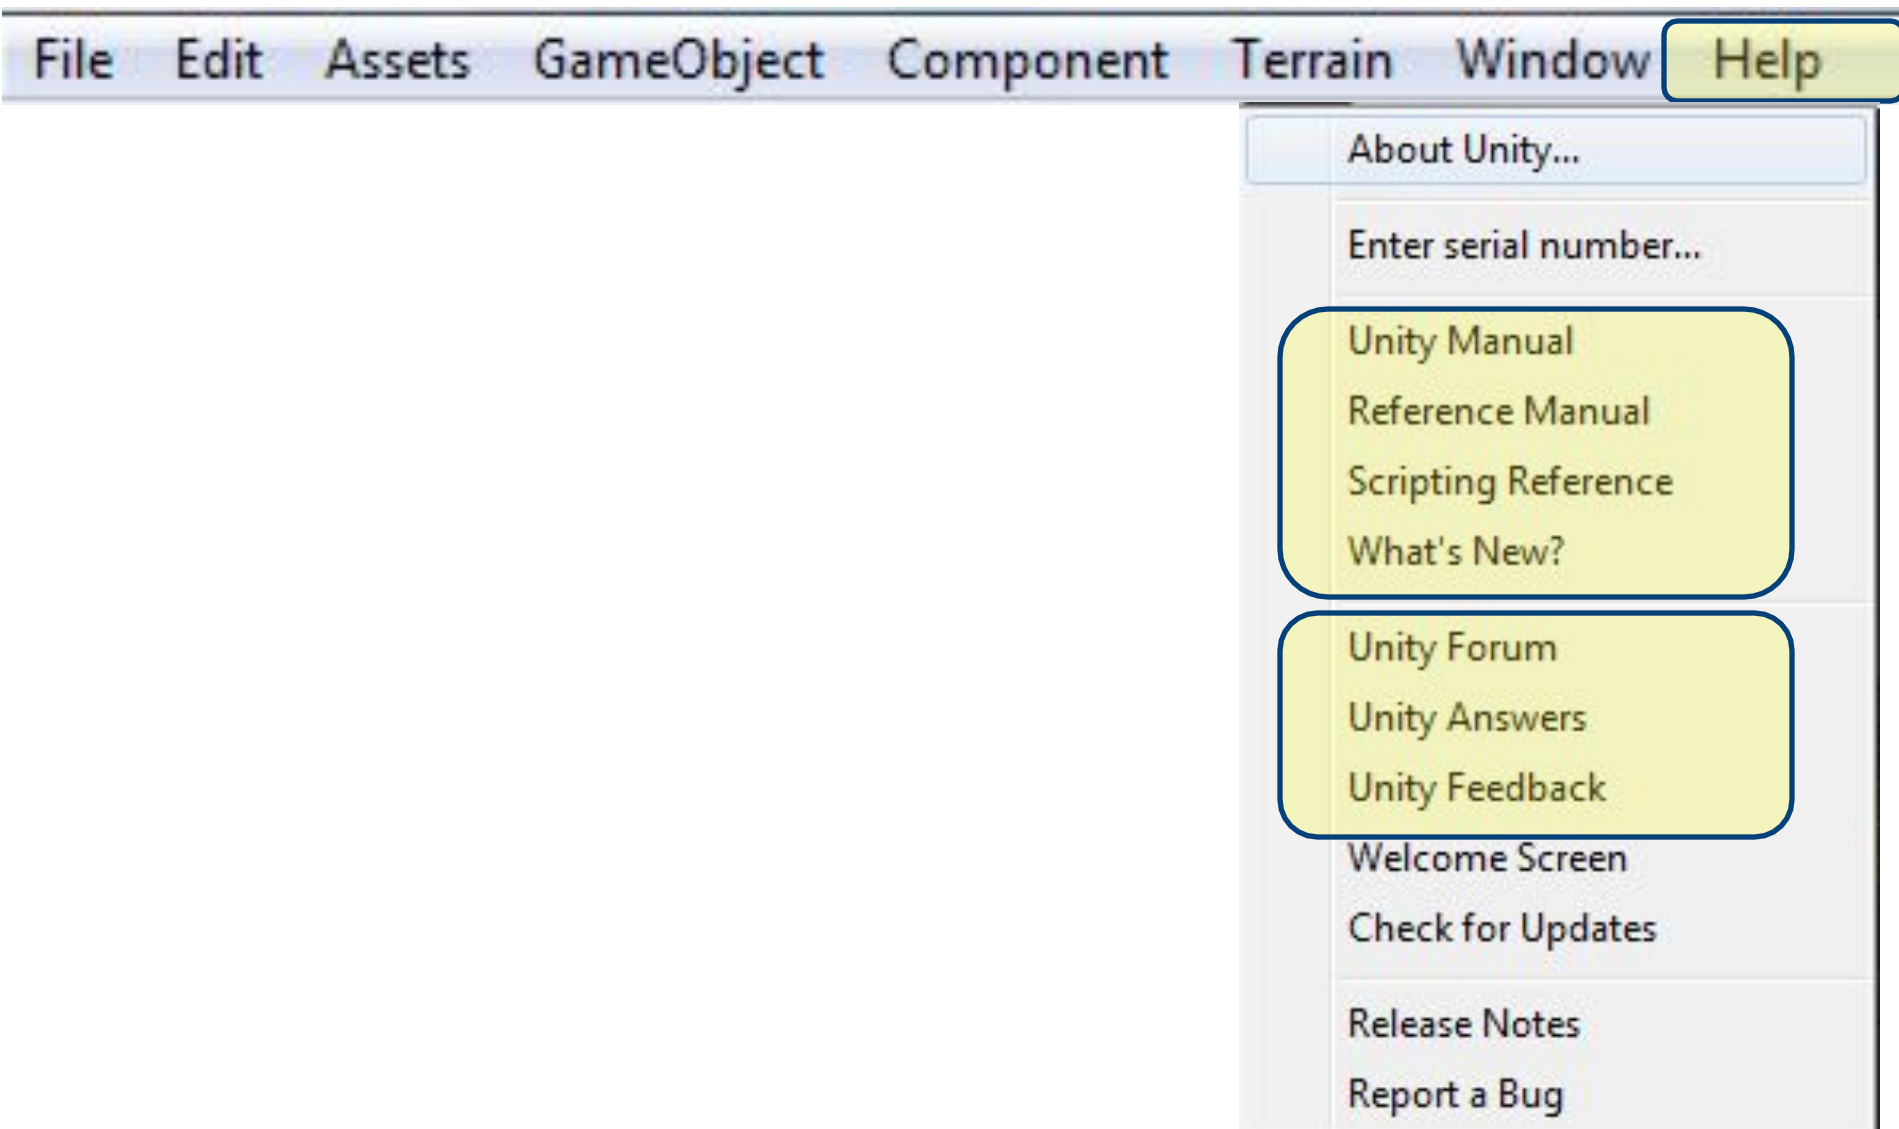 File Edit Assets GameObject Component Terrain Window Help
About Unity...
Enter serial number...
Unity Manual
Reference Manual
Scripting Reference
What's New?
Unity Forum
Unity Answers
Unity Feedback
Welcome Screen
Check for Updates
Release Notes
Report a Bug